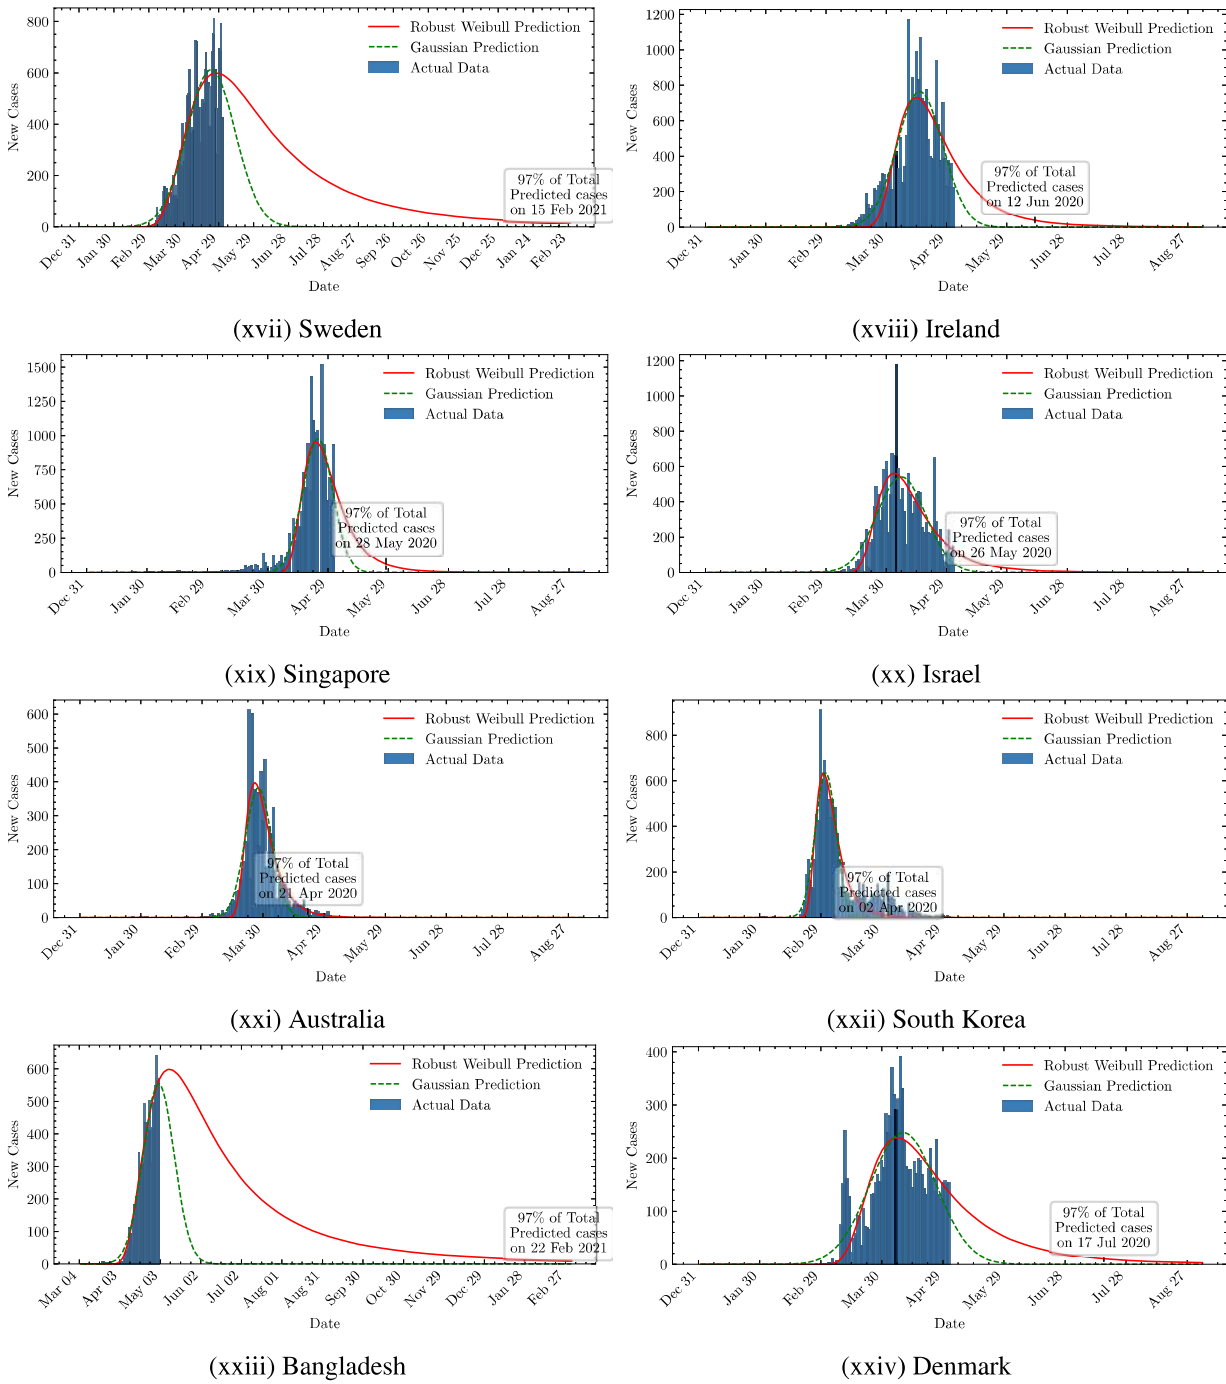 Robust Weibull Prediction
Gaussian Prediction
Actual Data
New Cases
800
600
400
200
0
97% of Total
Predicted cases
on 15 Feb 2021
Dec 31
Jan 30
Feb 29
Mar 30
Apr 29
May 29
Jun 28
Jul 28
Aug 27
Sep 26
Oct 26
Nov 25
Dec 25
Jan 24
Feb 23
Date
(xvii) Sweden
Robust Weibull Prediction
Gaussian Prediction
Actual Data
New Cases
1200
1000
800
600
400
200
0
97% of Total
Predicted cases
on 12 Jun 2020
Dec 31
Jan 30
Feb 29
Mar 30
Apr 29
May 29
Jun 28
Jul 28
Aug 27
Date
(xviii) Ireland
Robust Weibull Prediction
Gaussian Prediction
Actual Data
New Cases
1500
1250
1000
750
500
250
0
97% of Total
Predicted cases
on 28 May 2020
Dec 31
Jan 30
Feb 29
Mar 30
Apr 29
May 29
Jun 28
Jul 28
Aug 27
Date
(xix) Singapore
Robust Weibull Prediction
Gaussian Prediction
Actual Data
New Cases
1200
1000
800
600
400
200
0
97% of Total
Predicted cases
on 26 May 2020
Dec 31
Jan 30
Feb 29
Mar 30
Apr 29
May 29
Jun 28
Jul 28
Aug 27
Date
(xx) Israel
Robust Weibull Prediction
Gaussian Prediction
Actual Data
New Cases
600
500
400
300
200
100
0
97% of Total
Predicted cases
on 21 Apr 2020
Dec 31
Jan 30
Feb 29
Mar 30
Apr 29
May 29
Jun 28
Jul 28
Aug 27
Date
(xxi) Australia
Robust Weibull Prediction
Gaussian Prediction
Actual Data
New Cases
800
600
400
200
0
97% of Total
Predicted cases
on 02 Apr 2020
Dec 31
Jan 30
Feb 29
Mar 30
Apr 29
May 29
Jun 28
Jul 28
Aug 27
Date
(xxii) South Korea
Robust Weibull Prediction
Gaussian Prediction
Actual Data
New Cases
600
500
400
300
200
100
0
97% of Total
Predicted cases
on 22 Feb 2021
Mar 04
Apr 03
May 03
Jun 02
Jul 02
Aug 01
Aug 31
Sep 30
Oct 30
Nov 29
Dec 29
Jan 28
Feb 27
Date
(xxiii) Bangladesh
Robust Weibull Prediction
Gaussian Prediction
Actual Data
New Cases
400
300
200
100
0
97% of Total
Predicted cases
on 17 Jul 2020
Dec 31
Jan 30
Feb 29
Mar 30
Apr 29
May 29
Jun 28
Jul 28
Aug 27
Date
(xxiv) Denmark